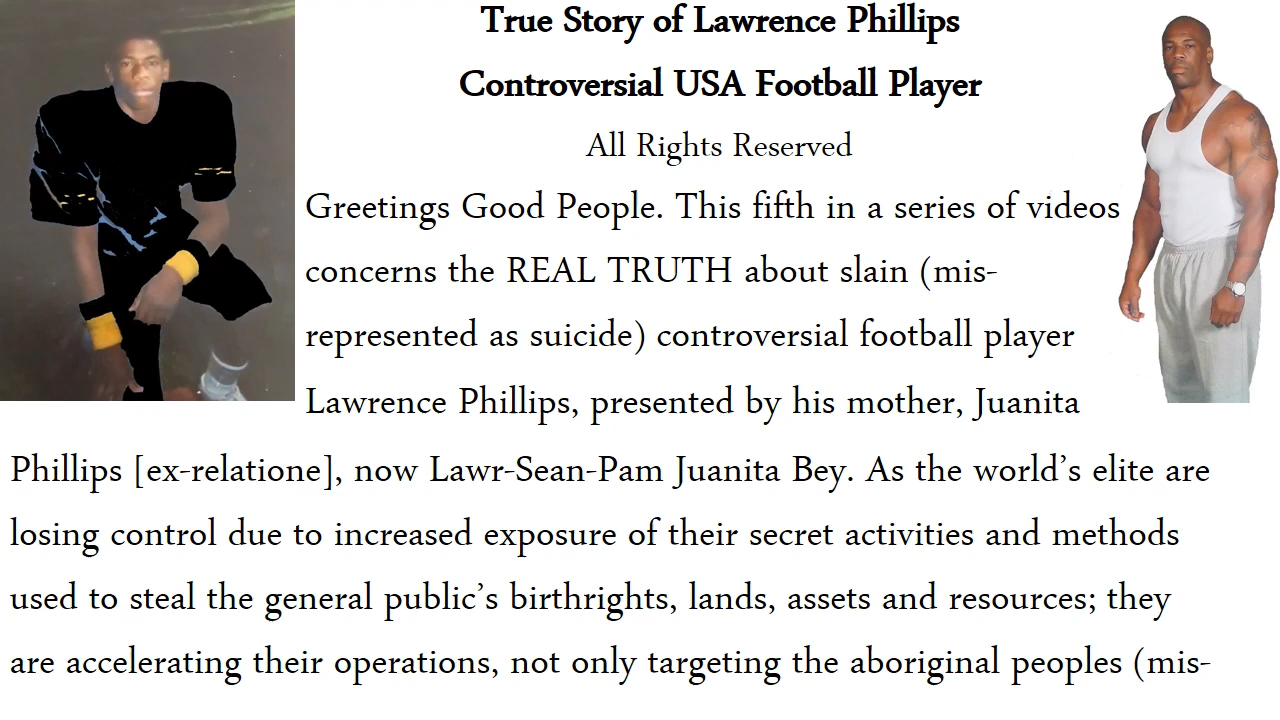 True Story of Lawrence Phillips
Controversial USA Football Player
All Rights Reserved
Greetings Good People. This fifth in a series of videos
concerns the REAL TRUTH about slain (mis-
represented as suicide) controversial football player
Lawrence Phillips, presented by his mother, Juanita
Phillips [ex-relatione], now Lawr-Sean-Pam Juanita Bey. As the world’s elite are
losing control due to increased exposure of their secret activities and methods
used to steal the general public’s birthrights, lands, assets and resources; they
are accelerating their operations, not only targeting the aboriginal peoples (mis-